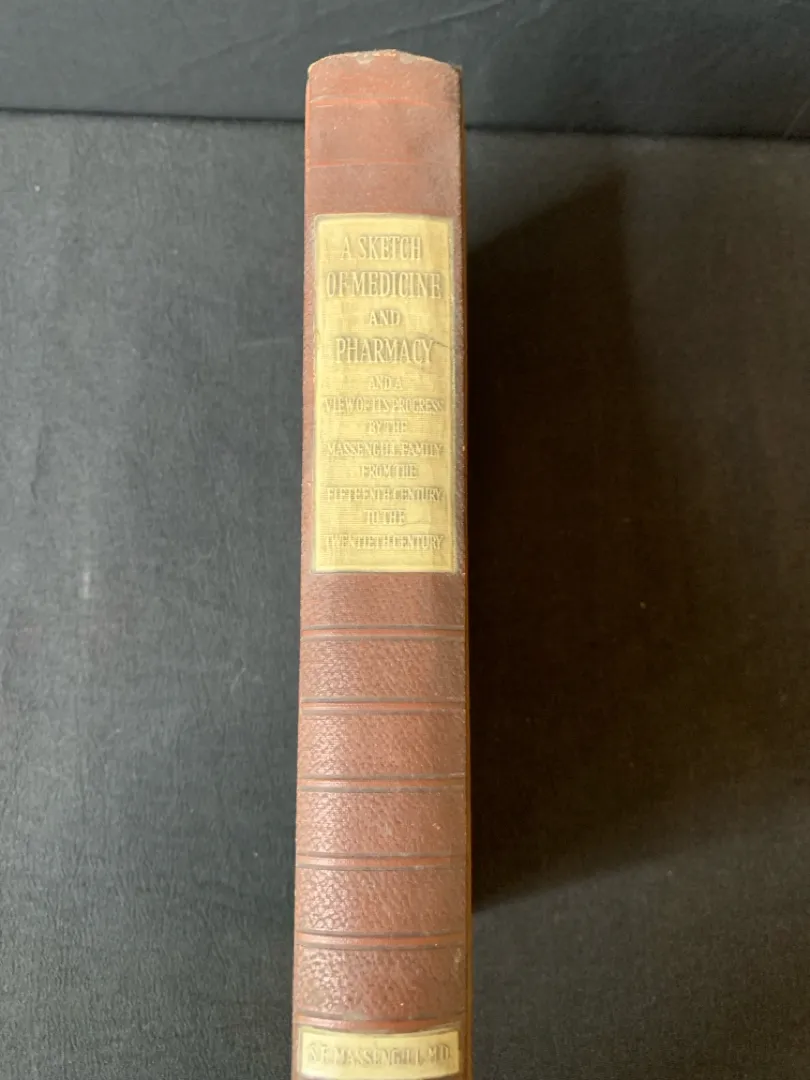 A SKETCH
OF MEDICINE
AND
PHARMACY
AND A
VIEW OF ITS PROGRESS
BY THE
MASSENGILL FAMILY
FROM THE
FIFTEENTH CENTURY
TO THE
TWENTIETH CENTURY
S.E. MASSENGILL, M.D.